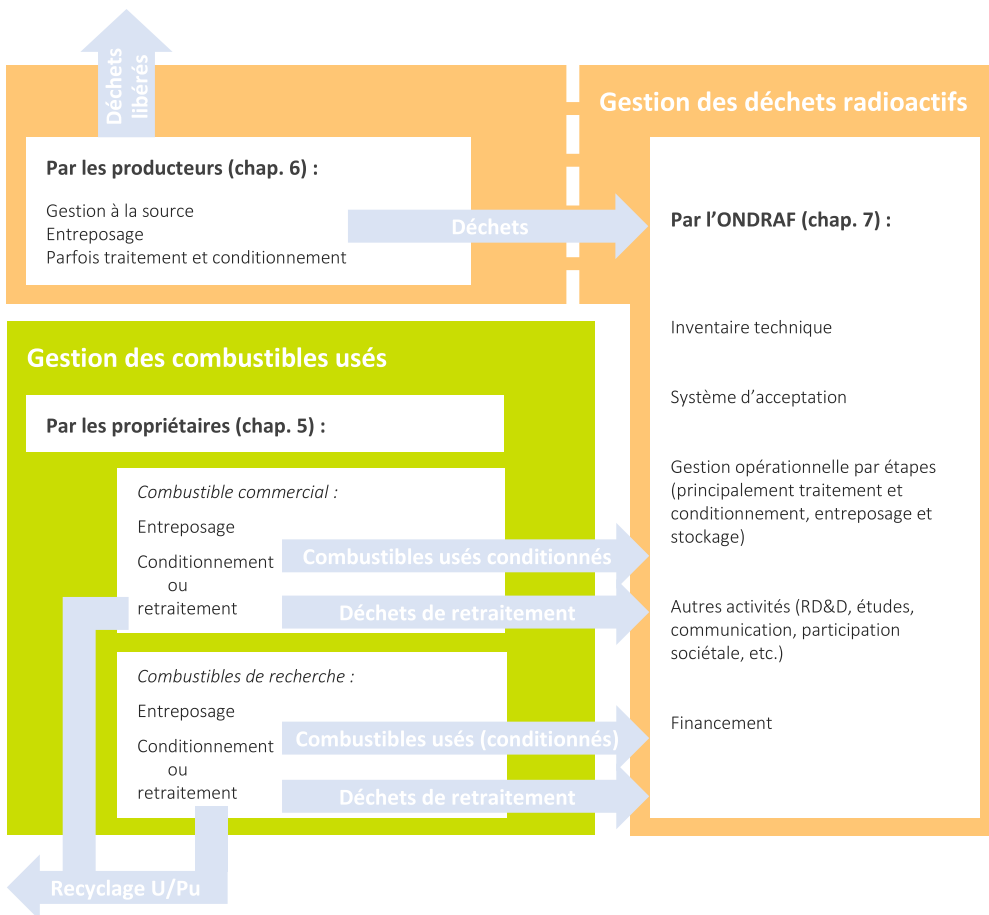 Déchets
libérés
Gestion des déchets radioactifs
Par les producteurs (chap. 6) :
Gestion à la source
Entreposage
Parfois traitement et conditionnement
Déchets
Par l’ONDRAF (chap. 7) :
Inventaire technique
Système d’acceptation
Gestion opérationnelle par étapes
(principalement traitement et
conditionnement, entreposage et
stockage)
Autres activités (RD&D, études,
communication, participation
sociétale, etc.)
Financement
Gestion des combustibles usés
Par les propriétaires (chap. 5) :
Combustible commercial :
Entreposage
Conditionnement
ou
retraitement
Combustibles usés conditionnés
Déchets de retraitement
Combustibles de recherche :
Entreposage
Conditionnement
ou
retraitement
Combustibles usés (conditionnés)
Déchets de retraitement
Recyclage U/Pu